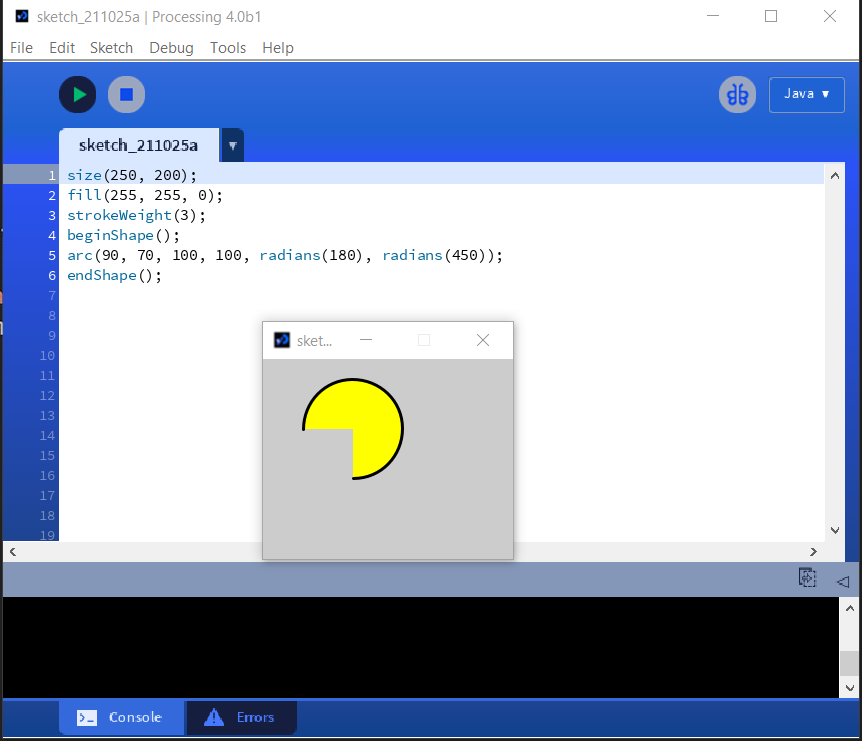 sketch_211025a | Processing 4.0b1
File Edit Sketch Debug Tools Help
Java ▼
sketch_211025a ▼
1 size(250, 200);
2 fill(255, 255, 0);
3 strokeWeight(3);
4 beginShape();
5 arc(90, 70, 100, 100, radians(180), radians(450));
6 endShape();
7
8
9
10
11
12
13
14
15
16
17
18
19
sket...
Console Errors